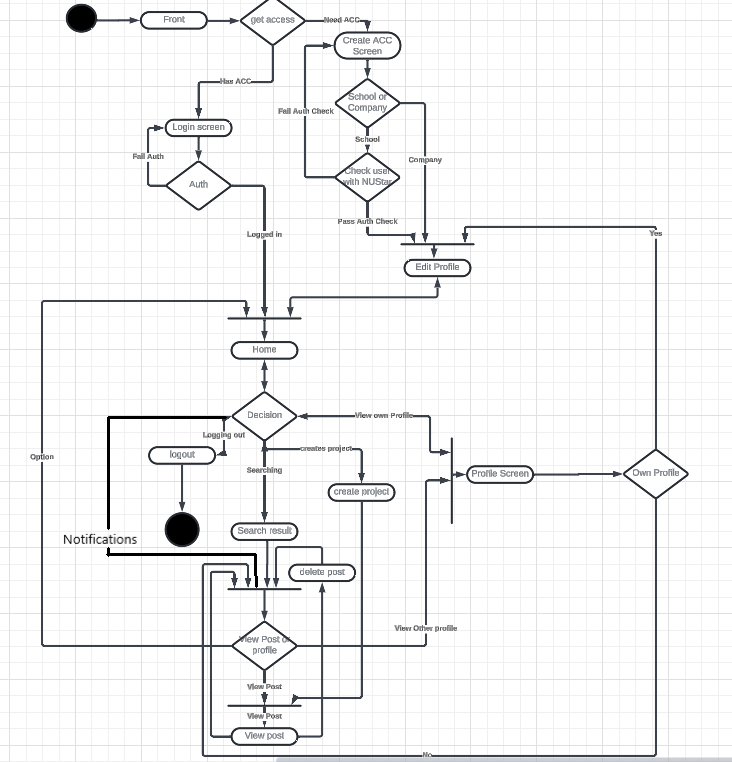 Front
get access
Need ACC
Create ACC
Screen
Has ACC
School or
Company
Fail Auth Check
Login screen
School
Fail Auth
Company
Check user
with NUStar
Auth
Pass Auth Check
Logged in
Yes
Edit Profile
Home
Decision
View own Profile
Logging out
creates project
logout
Option
Searching
Profile Screen
Own Profile
create project
Search result
Notifications
delete post
View Post or
profile
View Other profile
View Post
View Post
View post
No